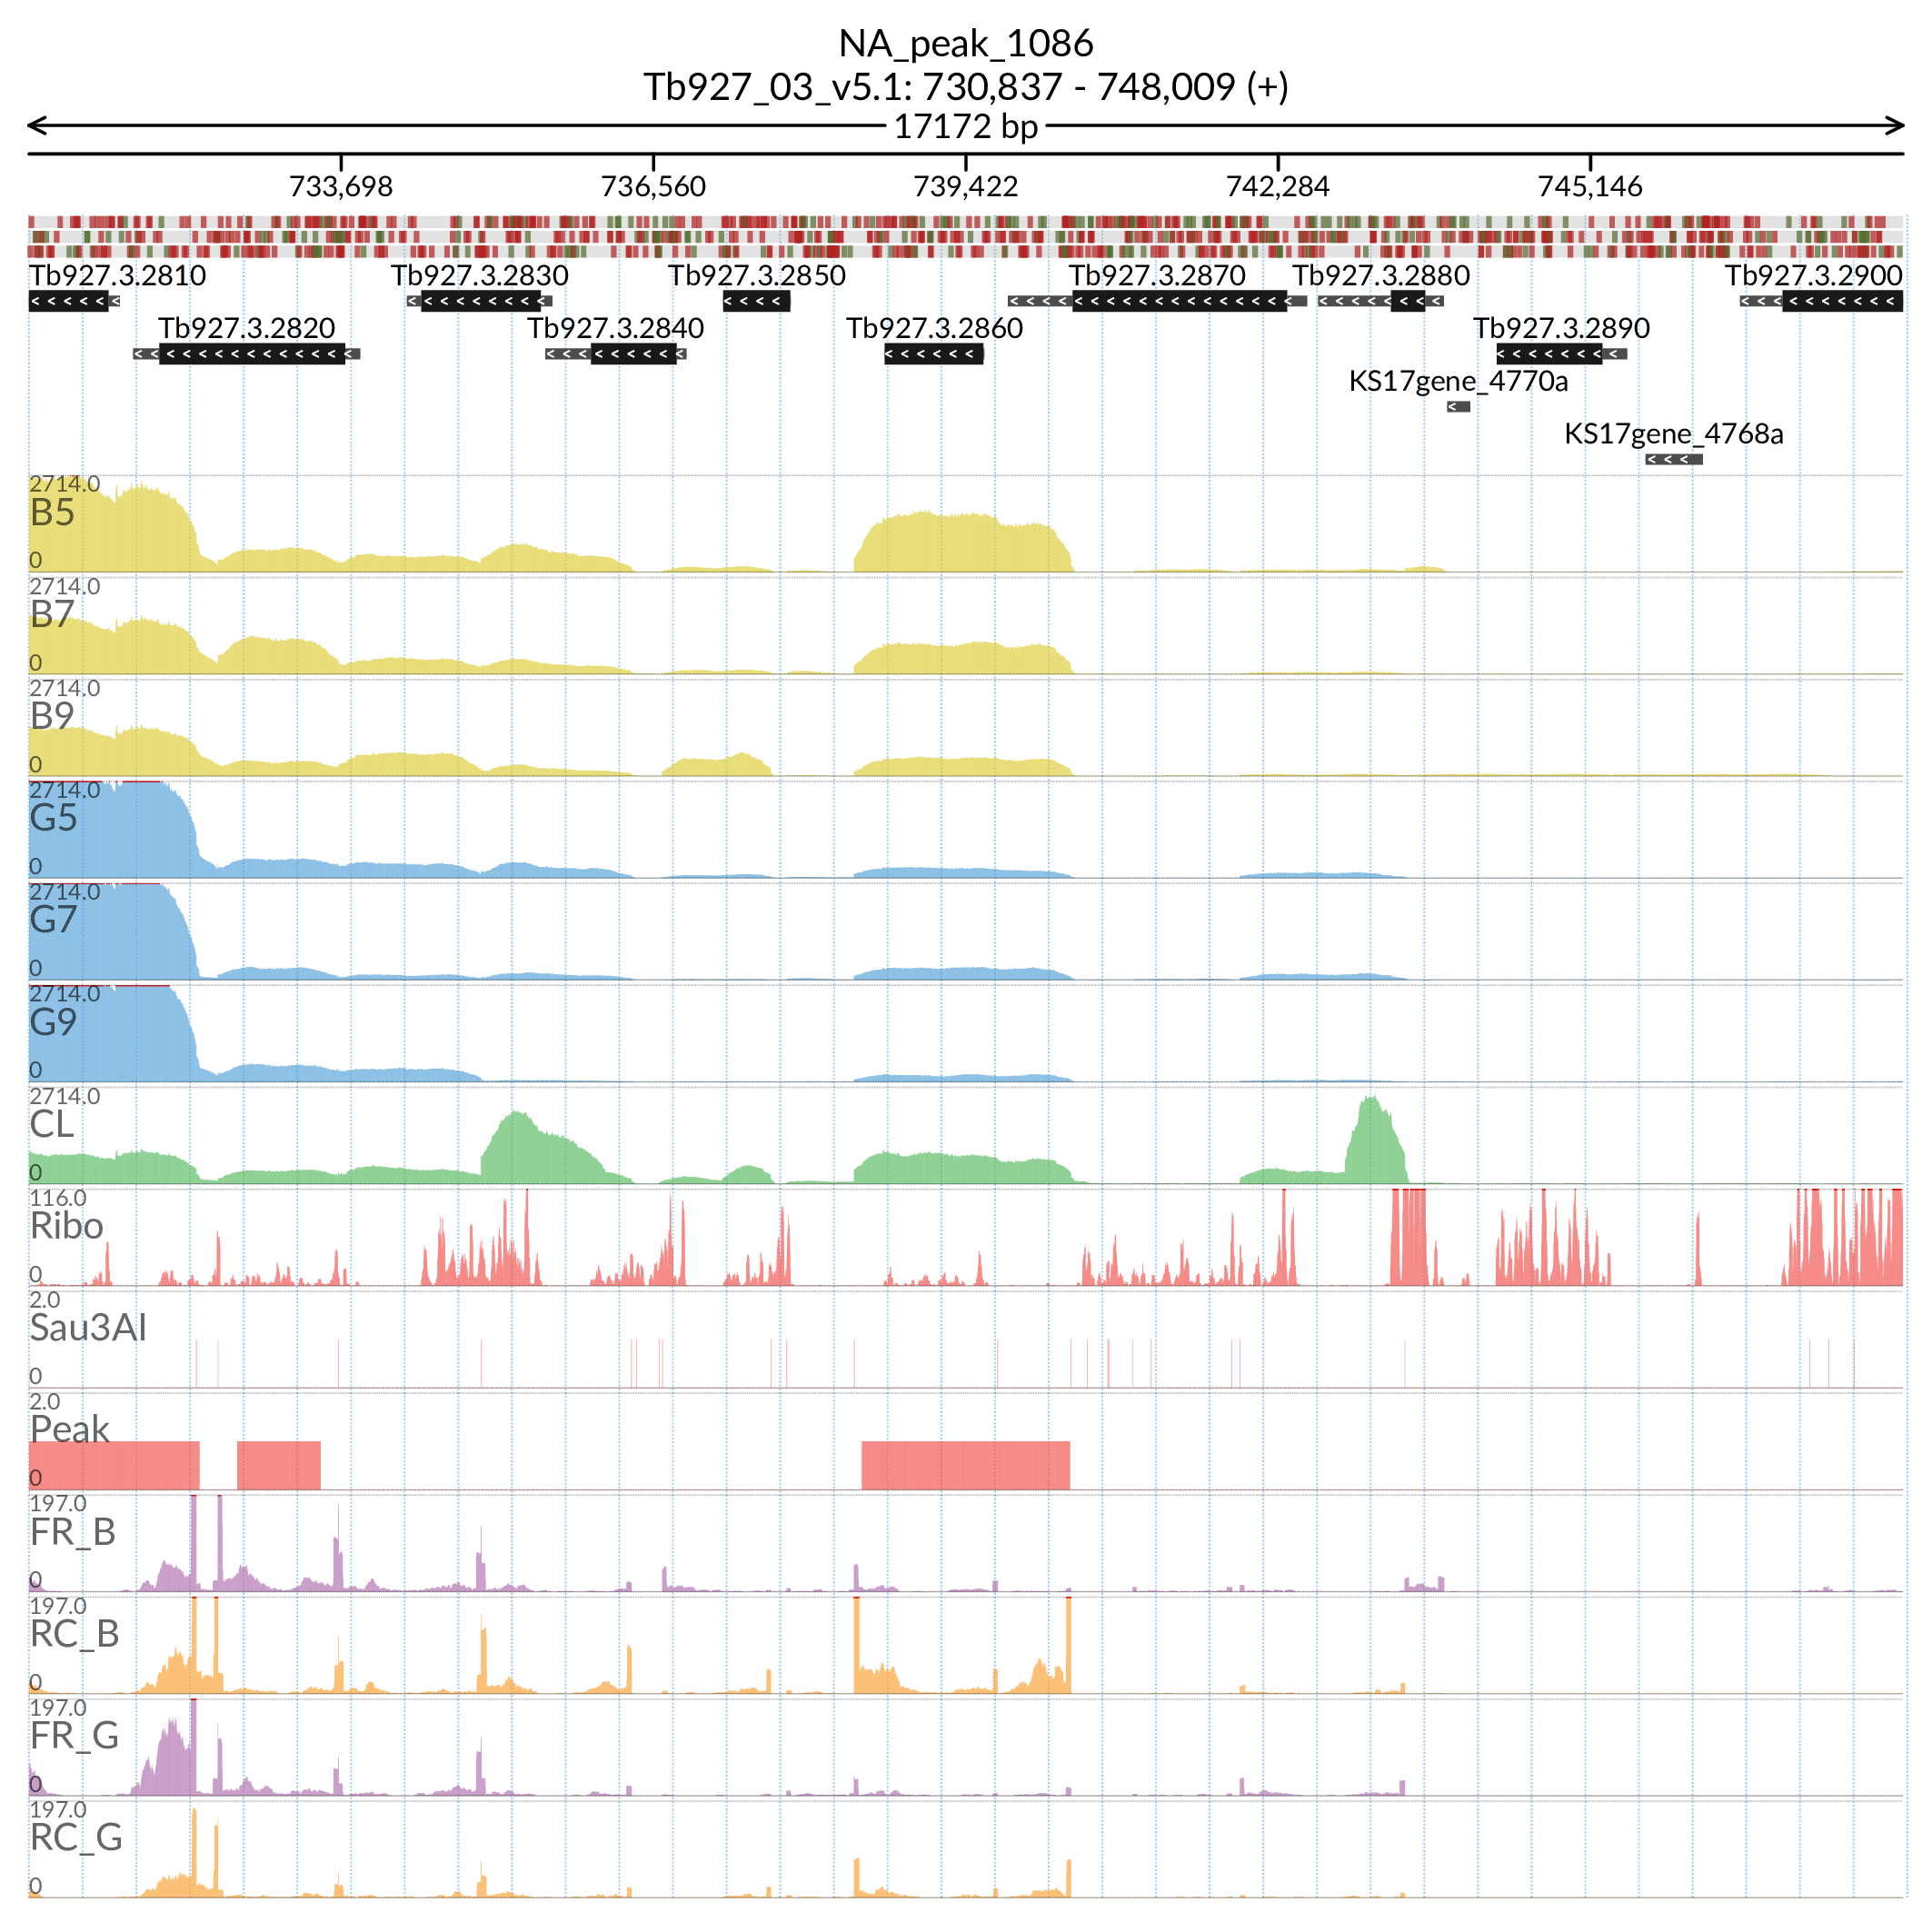 NA_peak_1086
Tb927_03_v5.1: 730,837 - 748,009 (+)
17172 bp
733,698 736,560 739,422 742,284 745,146
Tb927.3.2810 Tb927.3.2830 Tb927.3.2850 Tb927.3.2870 Tb927.3.2880 Tb927.3.2900
Tb927.3.2820 Tb927.3.2840 Tb927.3.2860 Tb927.3.2890
KS17gene_4770a
KS17gene_4768a
2714.0
B5
0
2714.0
B7
0
2714.0
B9
0
2714.0
G5
0
2714.0
G7
0
2714.0
G9
0
2714.0
CL
0
116.0
Ribo
0
2.0
Sau3AI
0
2.0
Peak
0
197.0
FR_B
0
197.0
RC_B
0
197.0
FR_G
0
197.0
RC_G
0